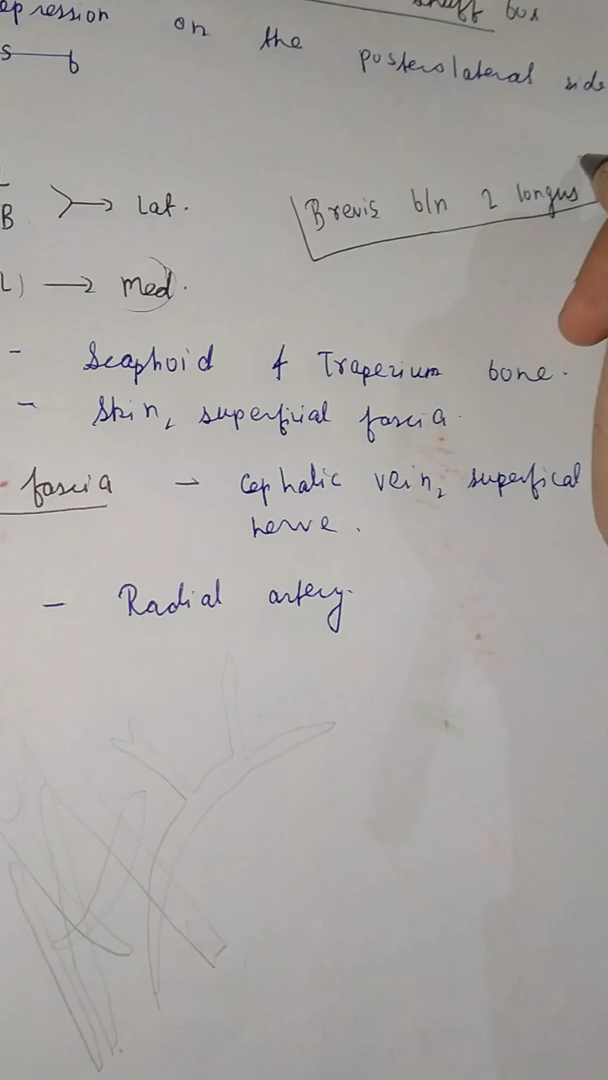 snuff box
epression on the posterolateral side
B → Lat.
Brevis b/n 2 longus
L) → Med.
- Scaphoid & Trapezium bone.
- Skin, superficial fascia.
fascia → Cephalic vein, superfical
nerve.
- Radial artery.